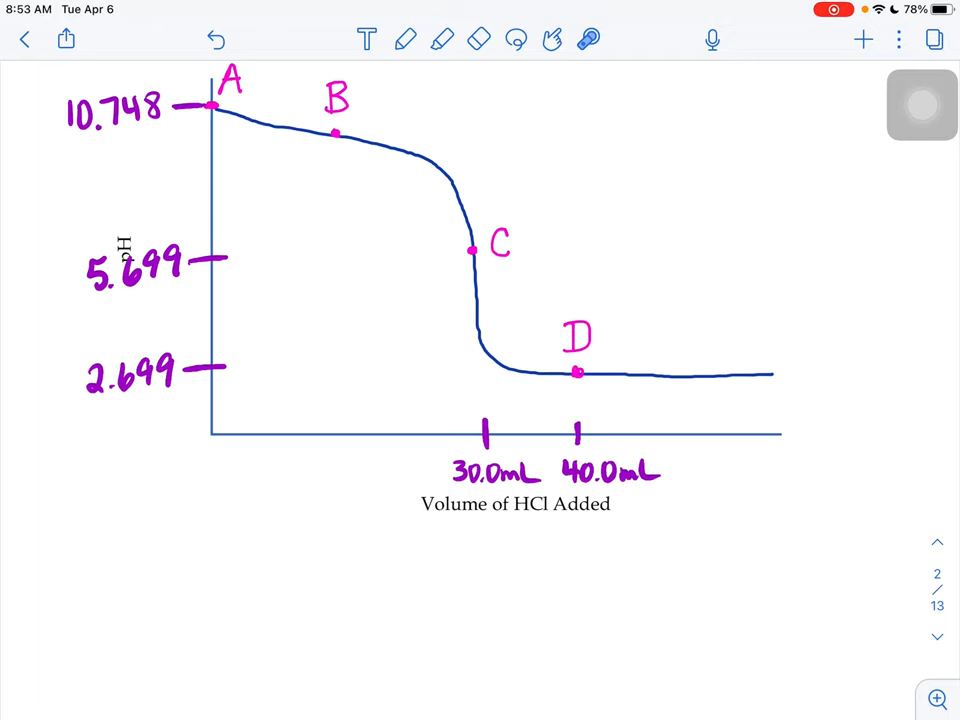 8:53 AM Tue Apr 6
78%
T
A
10.748
B
pH
5.699
C
2.699
D
30.0mL 40.0mL
Volume of HCl Added
2
/
13